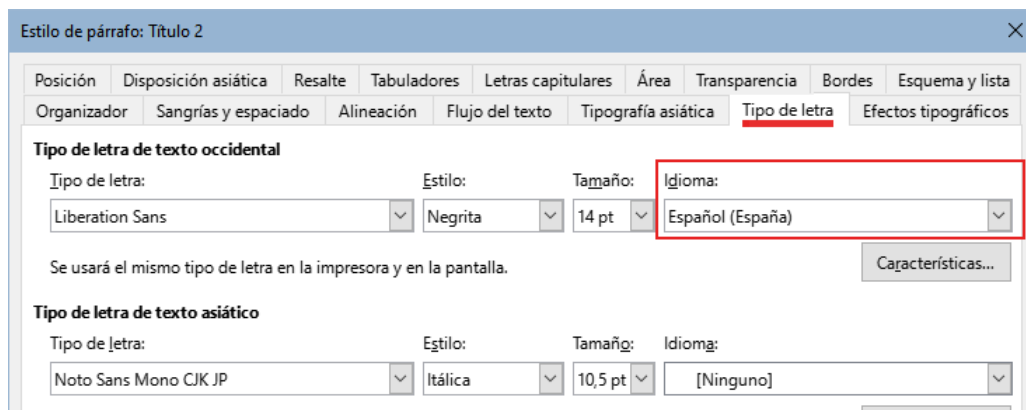 Estilo de párrafo: Título 2
Posición Disposición asiática Resalte Tabuladores Letras capitulares Área Transparencia Bordes Esquema y lista
Organizador Sangrías y espaciado Alineación Flujo del texto Tipografía asiática Tipo de letra Efectos tipográficos
Tipo de letra de texto occidental
Tipo de letra: Estilo: Tamaño: Idioma:
Liberation Sans Negrita 14 pt Español (España)
Se usará el mismo tipo de letra en la impresora y en la pantalla. Características...
Tipo de letra de texto asiático
Tipo de letra: Estilo: Tamaño: Idioma:
Noto Sans Mono CJK JP Itálica 10,5 pt [Ninguno]